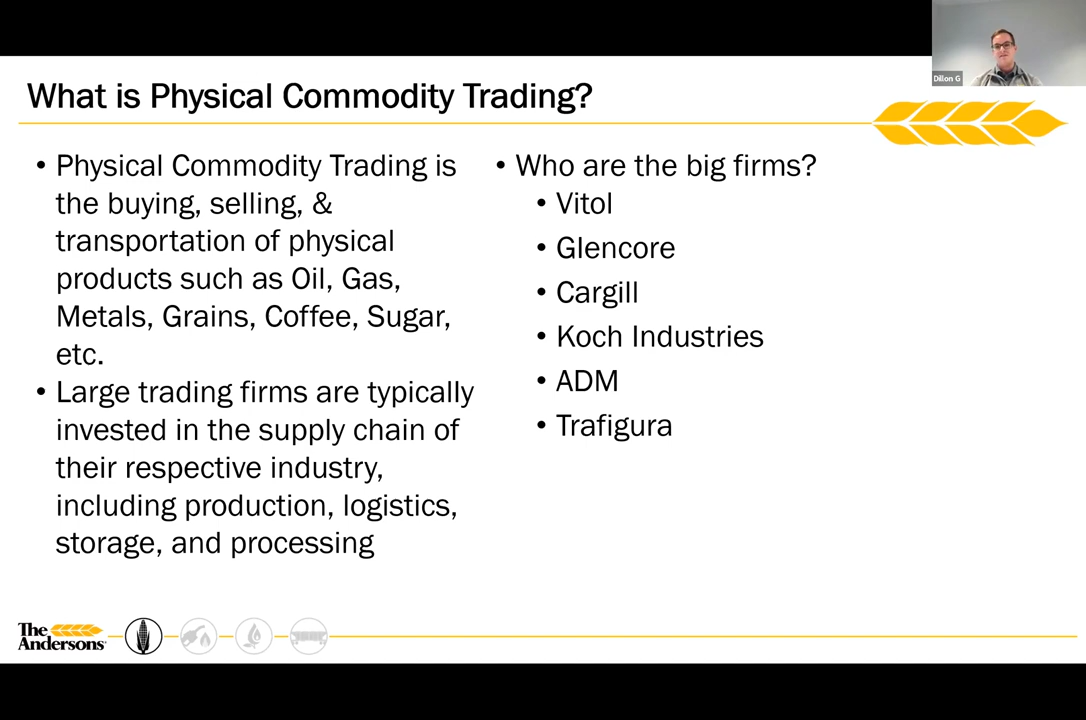 Dillon G
What is Physical Commodity Trading?
• Physical Commodity Trading is
the buying, selling, &
transportation of physical
products such as Oil, Gas,
Metals, Grains, Coffee, Sugar,
etc.
• Large trading firms are typically
invested in the supply chain of
their respective industry,
including production, logistics,
storage, and processing
• Who are the big firms?
• Vitol
• Glencore
• Cargill
• Koch Industries
• ADM
• Trafigura
The
Andersons